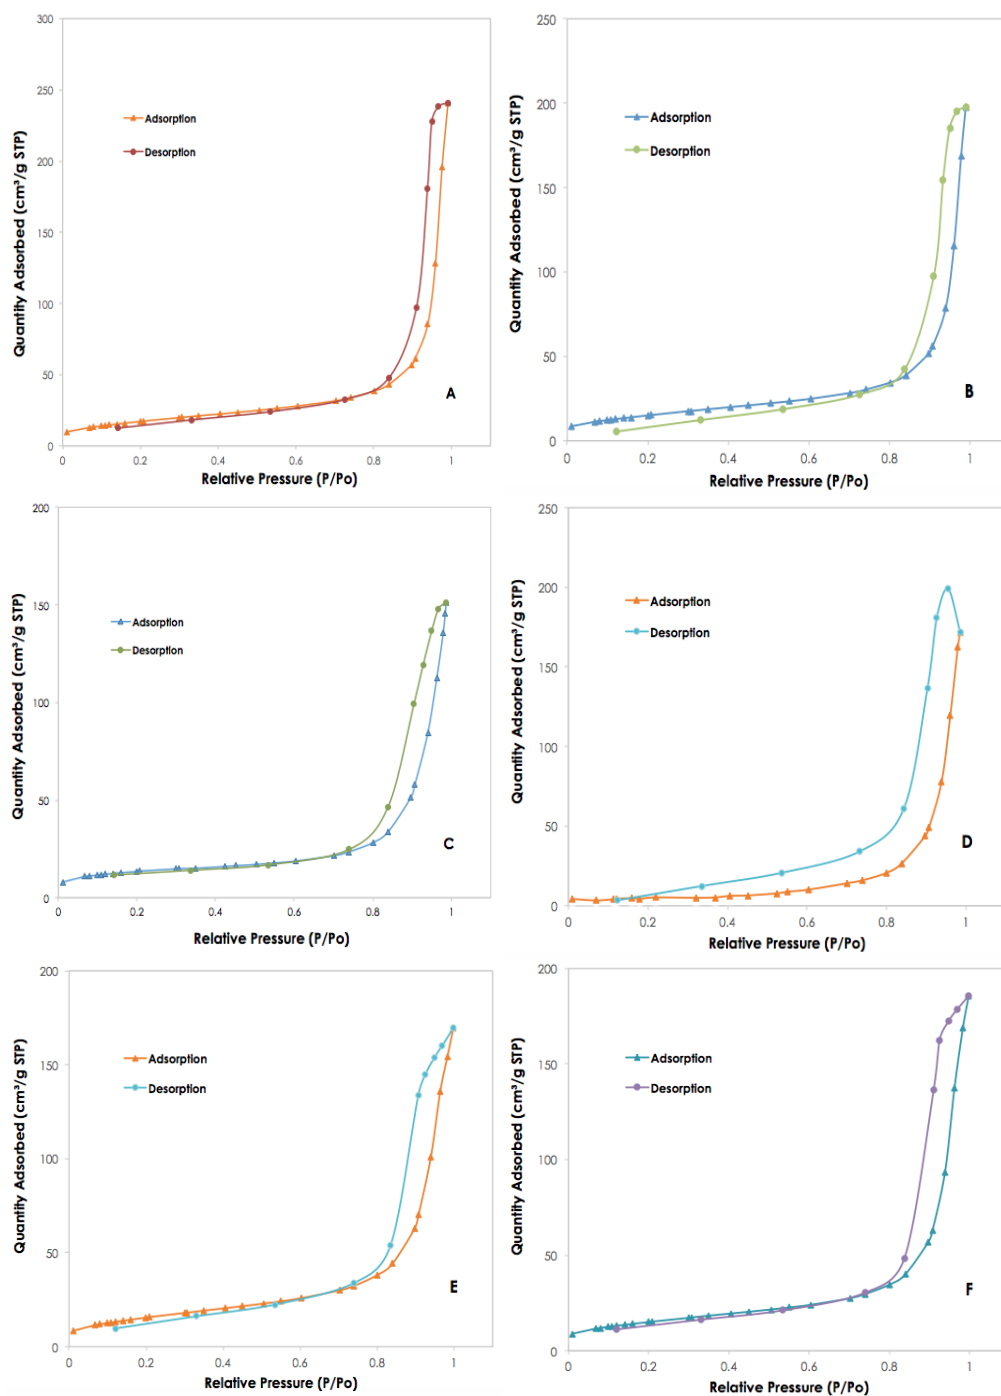 300
250
200
150
100
50
0
0
0.2
0.4
0.6
0.8
1
Quantity Adsorbed (cm³/g STP)
Relative Pressure (P/Po)
Adsorption
Desorption
A
250
200
150
100
50
0
0
0.2
0.4
0.6
0.8
1
Quantity Adsorbed (cm³/g STP)
Relative Pressure (P/Po)
Adsorption
Desorption
B
200
150
100
50
0
0
0.2
0.4
0.6
0.8
1
Quantity Adsorbed (cm³/g STP)
Relative Pressure (P/Po)
Adsorption
Desorption
C
250
200
150
100
50
0
0
0.2
0.4
0.6
0.8
1
Quantity Adsorbed (cm³/g STP)
Relative Pressure (P/Po)
Adsorption
Desorption
D
200
150
100
50
0
0
0.2
0.4
0.6
0.8
1
Quantity Adsorbed (cm³/g STP)
Relative Pressure (P/Po)
Adsorption
Desorption
E
200
150
100
50
0
0
0.2
0.4
0.6
0.8
1
Quantity Adsorbed (cm³/g STP)
Relative Pressure (P/Po)
Adsorption
Desorption
F